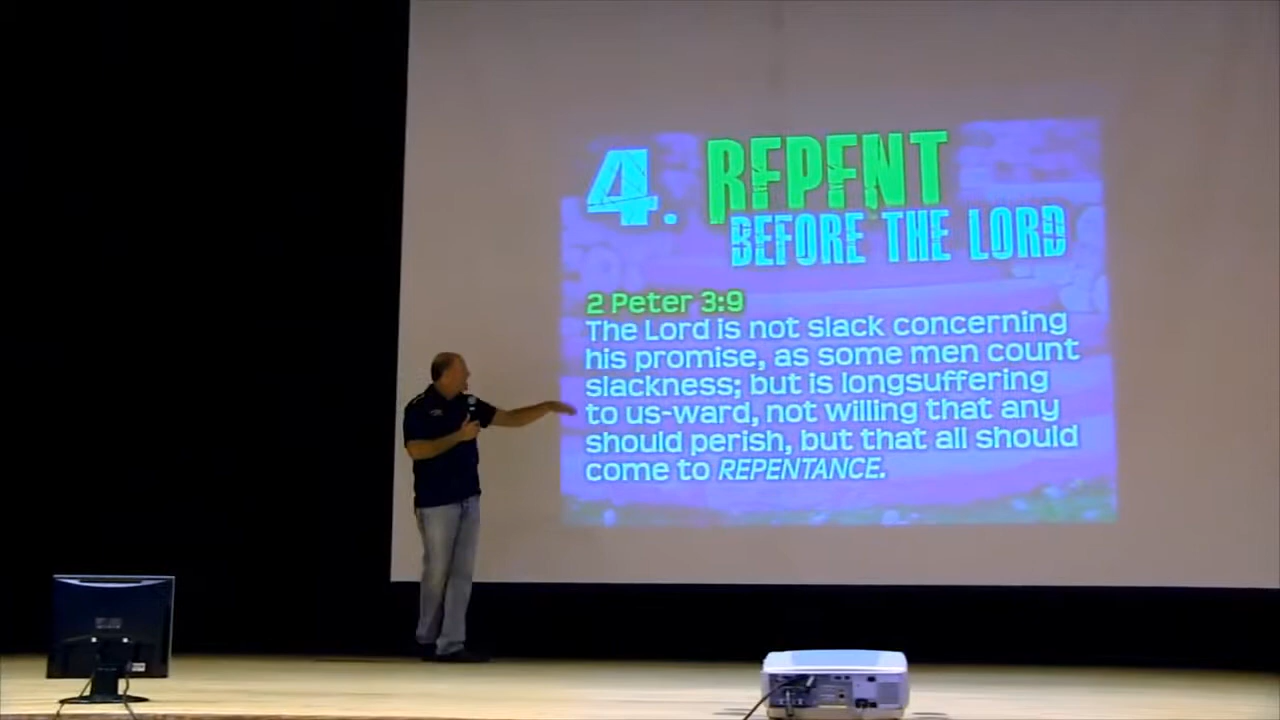 4. REPENT
BEFORE THE LORD
2 Peter 3:9
The Lord is not slack concerning
his promise, as some men count
slackness; but is longsuffering
to us-ward, not willing that any
should perish, but that all should
come to REPENTANCE.